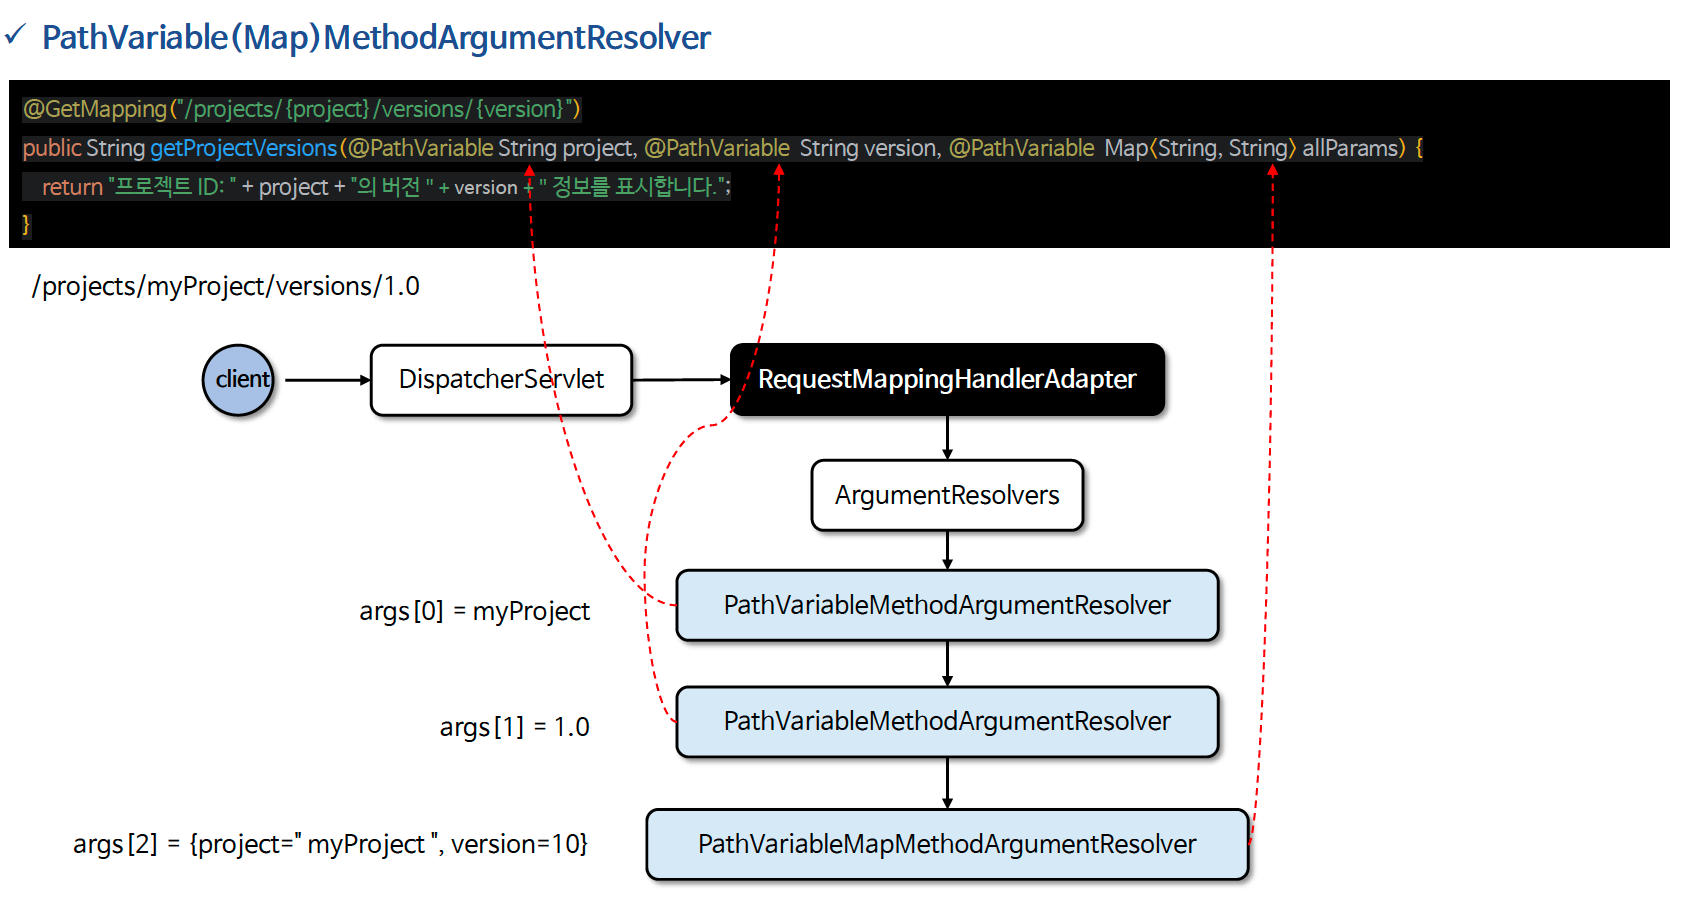 ✓ PathVariable(Map)MethodArgumentResolver
@GetMapping("/projects/{project}/versions/{version}")
public String getProjectVersions(@PathVariable String project, @PathVariable String version, @PathVariable Map<String, String> allParams) {
return "프로젝트 ID: " + project + "의 버전 " + version + " 정보를 표시합니다.";
}
/projects/myProject/versions/1.0
client
DispatcherServlet
RequestMappingHandlerAdapter
ArgumentResolvers
args[0] = myProject
PathVariableMethodArgumentResolver
args[1] = 1.0
PathVariableMethodArgumentResolver
args[2] = {project=" myProject ", version=10}
PathVariableMapMethodArgumentResolver